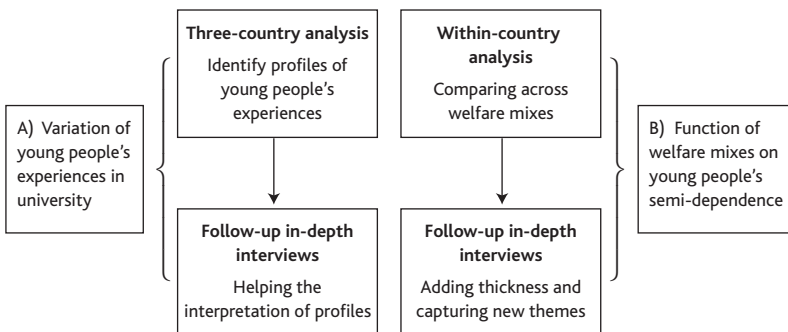 A) Variation of
young people’s
experiences in
university
Three-country analysis
Identify profiles of
young people’s
experiences
Follow-up in-depth
interviews
Helping the
interpretation of profiles
Within-country
analysis
Comparing across
welfare mixes
Follow-up in-depth
interviews
Adding thickness and
capturing new themes
B) Function of
welfare mixes on
young people’s
semi-dependence